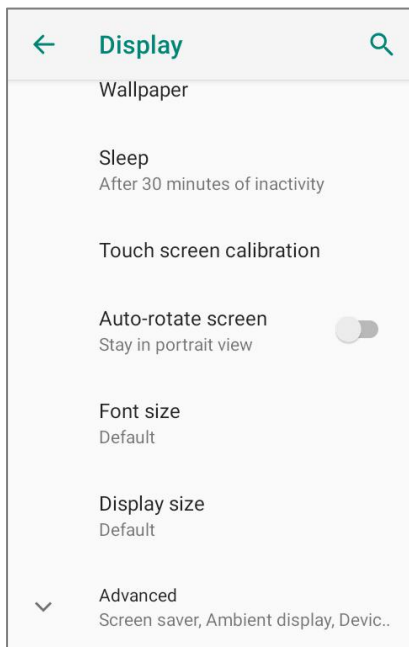 Display
Wallpaper
Sleep
After 30 minutes of inactivity
Touch screen calibration
Auto-rotate screen
Stay in portrait view
Font size
Default
Display size
Default
Advanced
Screen saver, Ambient display, Devic..